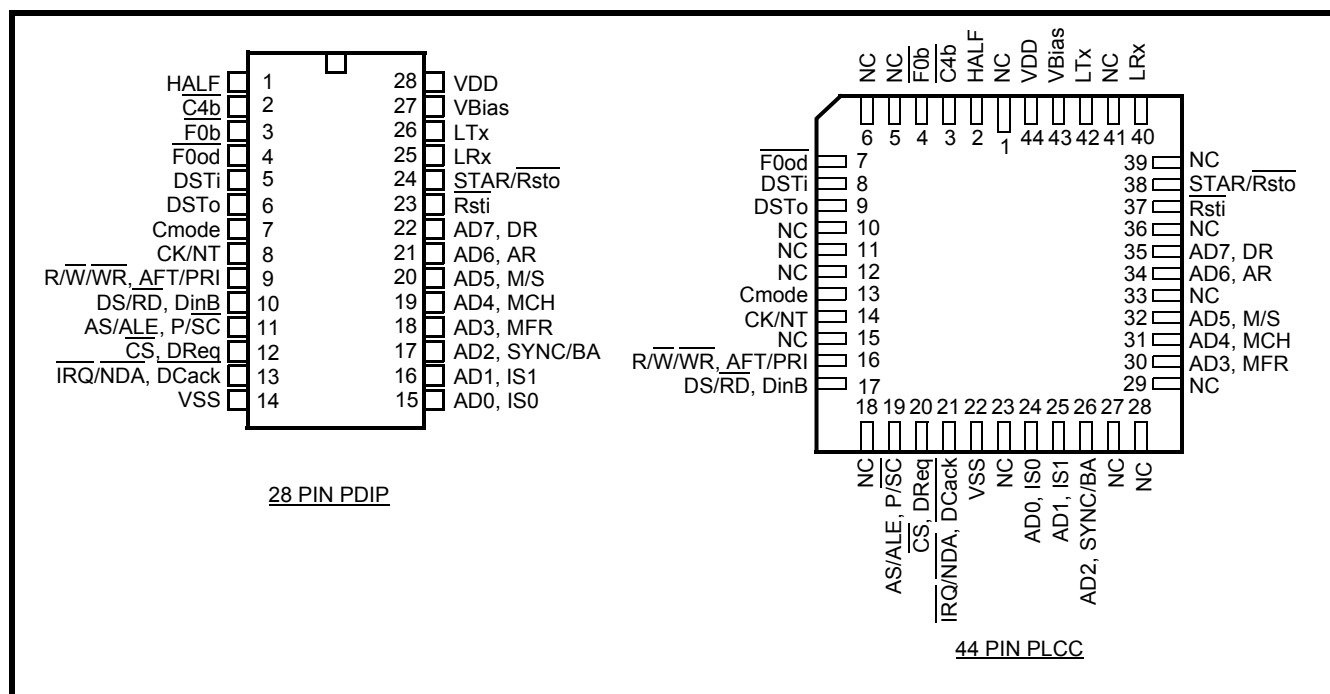 HALF 1 28 VDD
C4b 2 27 VBias
F0b 3 26 LTx
F0od 4 25 LRx
DSTi 5 24 STAR/Rsto
DSTo 6 23 Rsti
Cmode 7 22 AD7, DR
CK/NT 8 21 AD6, AR
R/W/WR, AFT/PRI 9 20 AD5, M/S
DS/RD, DinB 10 19 AD4, MCH
AS/ALE, P/SC 11 18 AD3, MFR
CS, DReq 12 17 AD2, SYNC/BA
IRQ/NDA, DCack 13 16 AD1, IS1
VSS 14 15 AD0, IS0
28 PIN PDIP
NC NC F0b C4b HALF NC VDD VBias LTx NC LRx
6 5 4 3 2 1 44 43 42 41 40
F0od 7 39 NC
DSTi 8 38 STAR/Rsto
DSTo 9 37 Rsti
NC 10 36 NC
NC 11 35 AD7, DR
NC 12 34 AD6, AR
Cmode 13 33 NC
CK/NT 14 32 AD5, M/S
NC 15 31 AD4, MCH
R/W/WR, AFT/PRI 16 30 AD3, MFR
DS/RD, DinB 17 29 NC
18 19 20 21 22 23 24 25 26 27 28
NC AS/ALE, P/SC CS, DReq IRQ/NDA, DCack VSS NC AD0, IS0 AD1, IS1 AD2, SYNC/BA NC NC
44 PIN PLCC